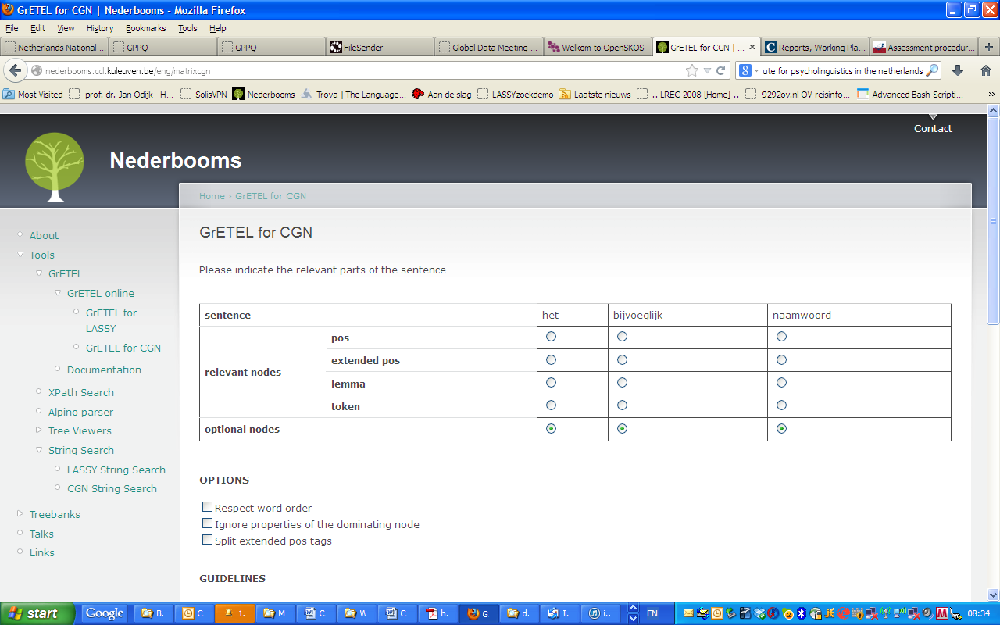 GrETEL for CGN | Nederbooms - Mozilla Firefox
File Edit View History Bookmarks Tools Help
Netherlands National ... GPPQ GPPQ FileSender Global Data Meeting ... Welkom to OpenSKOS GrETEL for CGN | ... Reports, Working Pla... Assessment procedur...
nederbooms.ccl.kuleuven.be/eng/matrixcgn ute for psycholinguistics in the netherlands
Most Visited prof. dr. Jan Odijk - H... SolisVPN Nederbooms Trova | The Language... Aan de slag LASSYzoekdemo Laatste nieuws .. LREC 2008 [Home] .. 9292ov.nl OV-reisinfo... Advanced Bash-Scripti... »
Contact
Nederbooms
Home › GrETEL for CGN
GrETEL for CGN
About
Tools
GrETEL
GrETEL online
GrETEL for
LASSY
GrETEL for CGN
Documentation
XPath Search
Alpino parser
Tree Viewers
String Search
LASSY String Search
CGN String Search
Treebanks
Talks
Links
Please indicate the relevant parts of the sentence
sentence het bijvoeglijk naamwoord
relevant nodes
pos
extended pos
lemma
token
optional nodes
OPTIONS
Respect word order
Ignore properties of the dominating node
Split extended pos tags
GUIDELINES
start Google B. C 1. M C W C h. G d. I. i.. EN 08:34